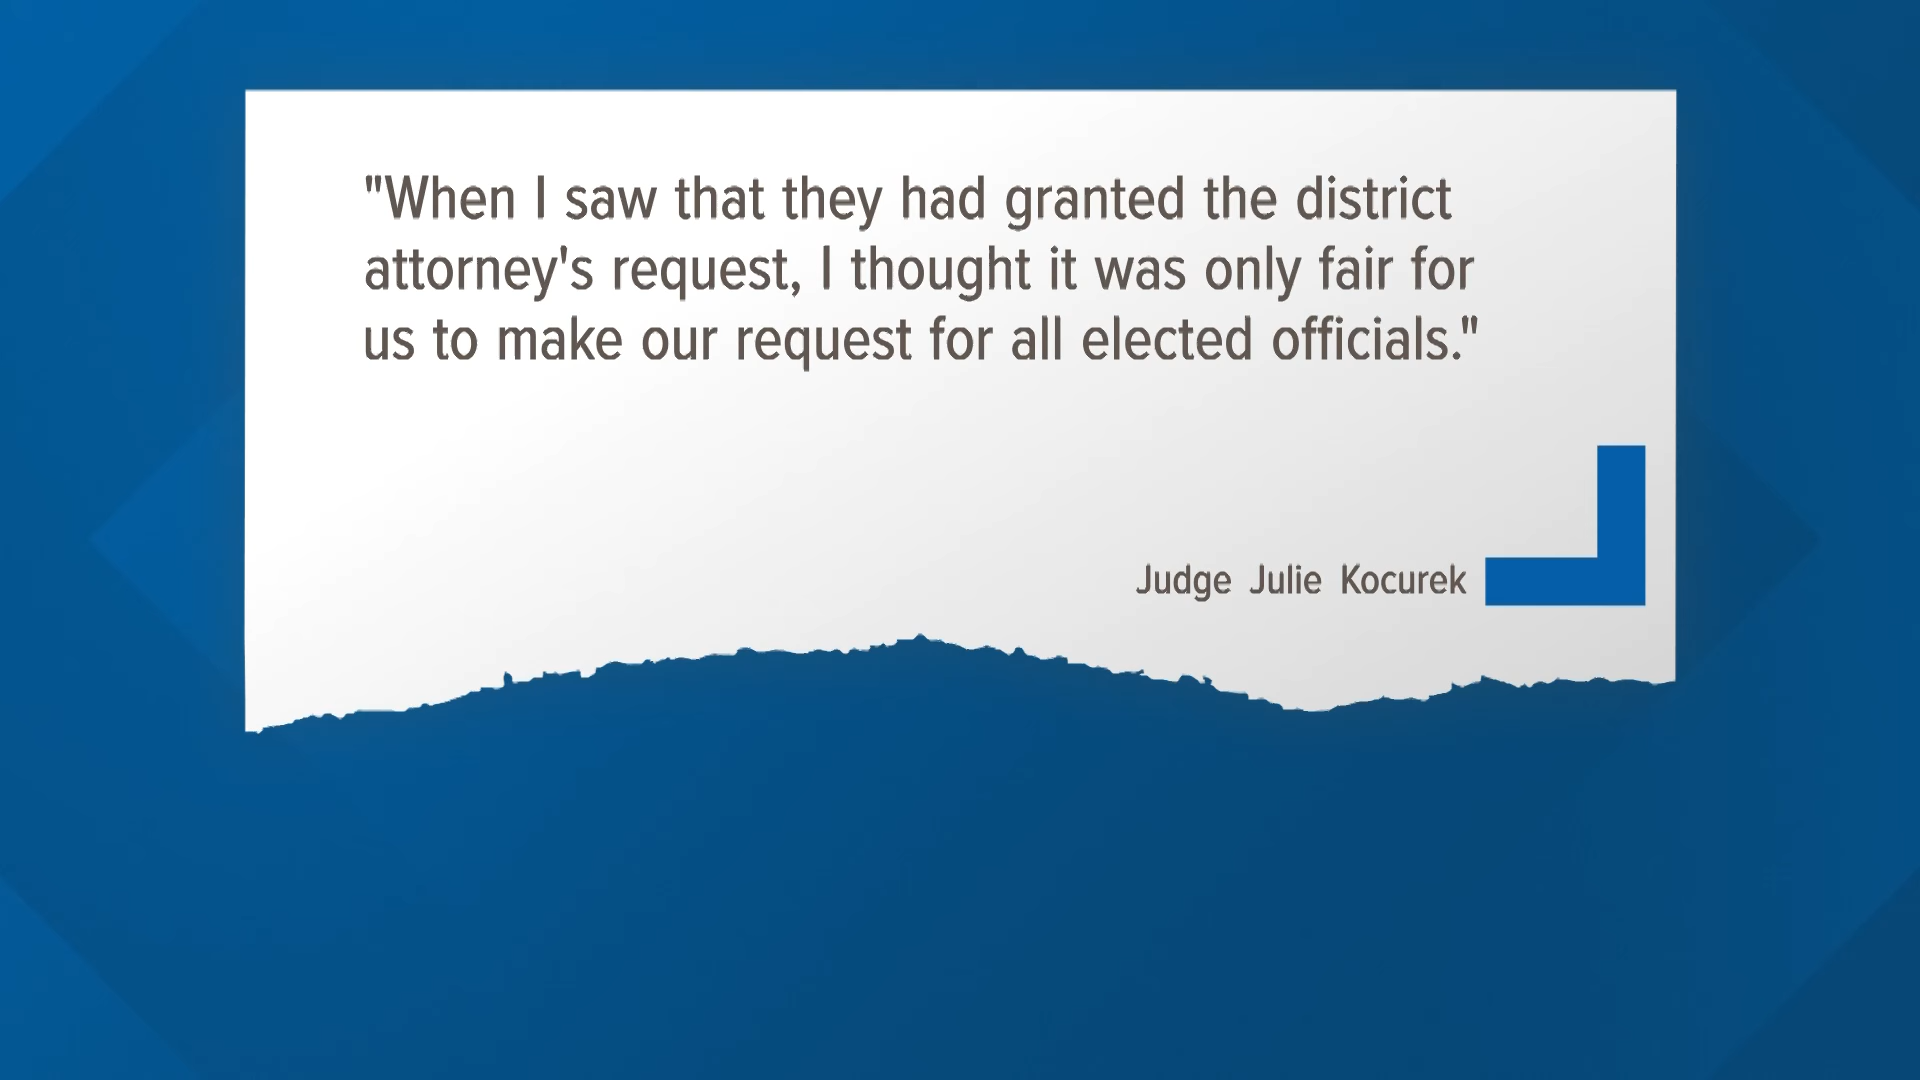 "When I saw that they had granted the district
attorney's request, I thought it was only fair for
us to make our request for all elected officials."
Judge Julie Kocurek